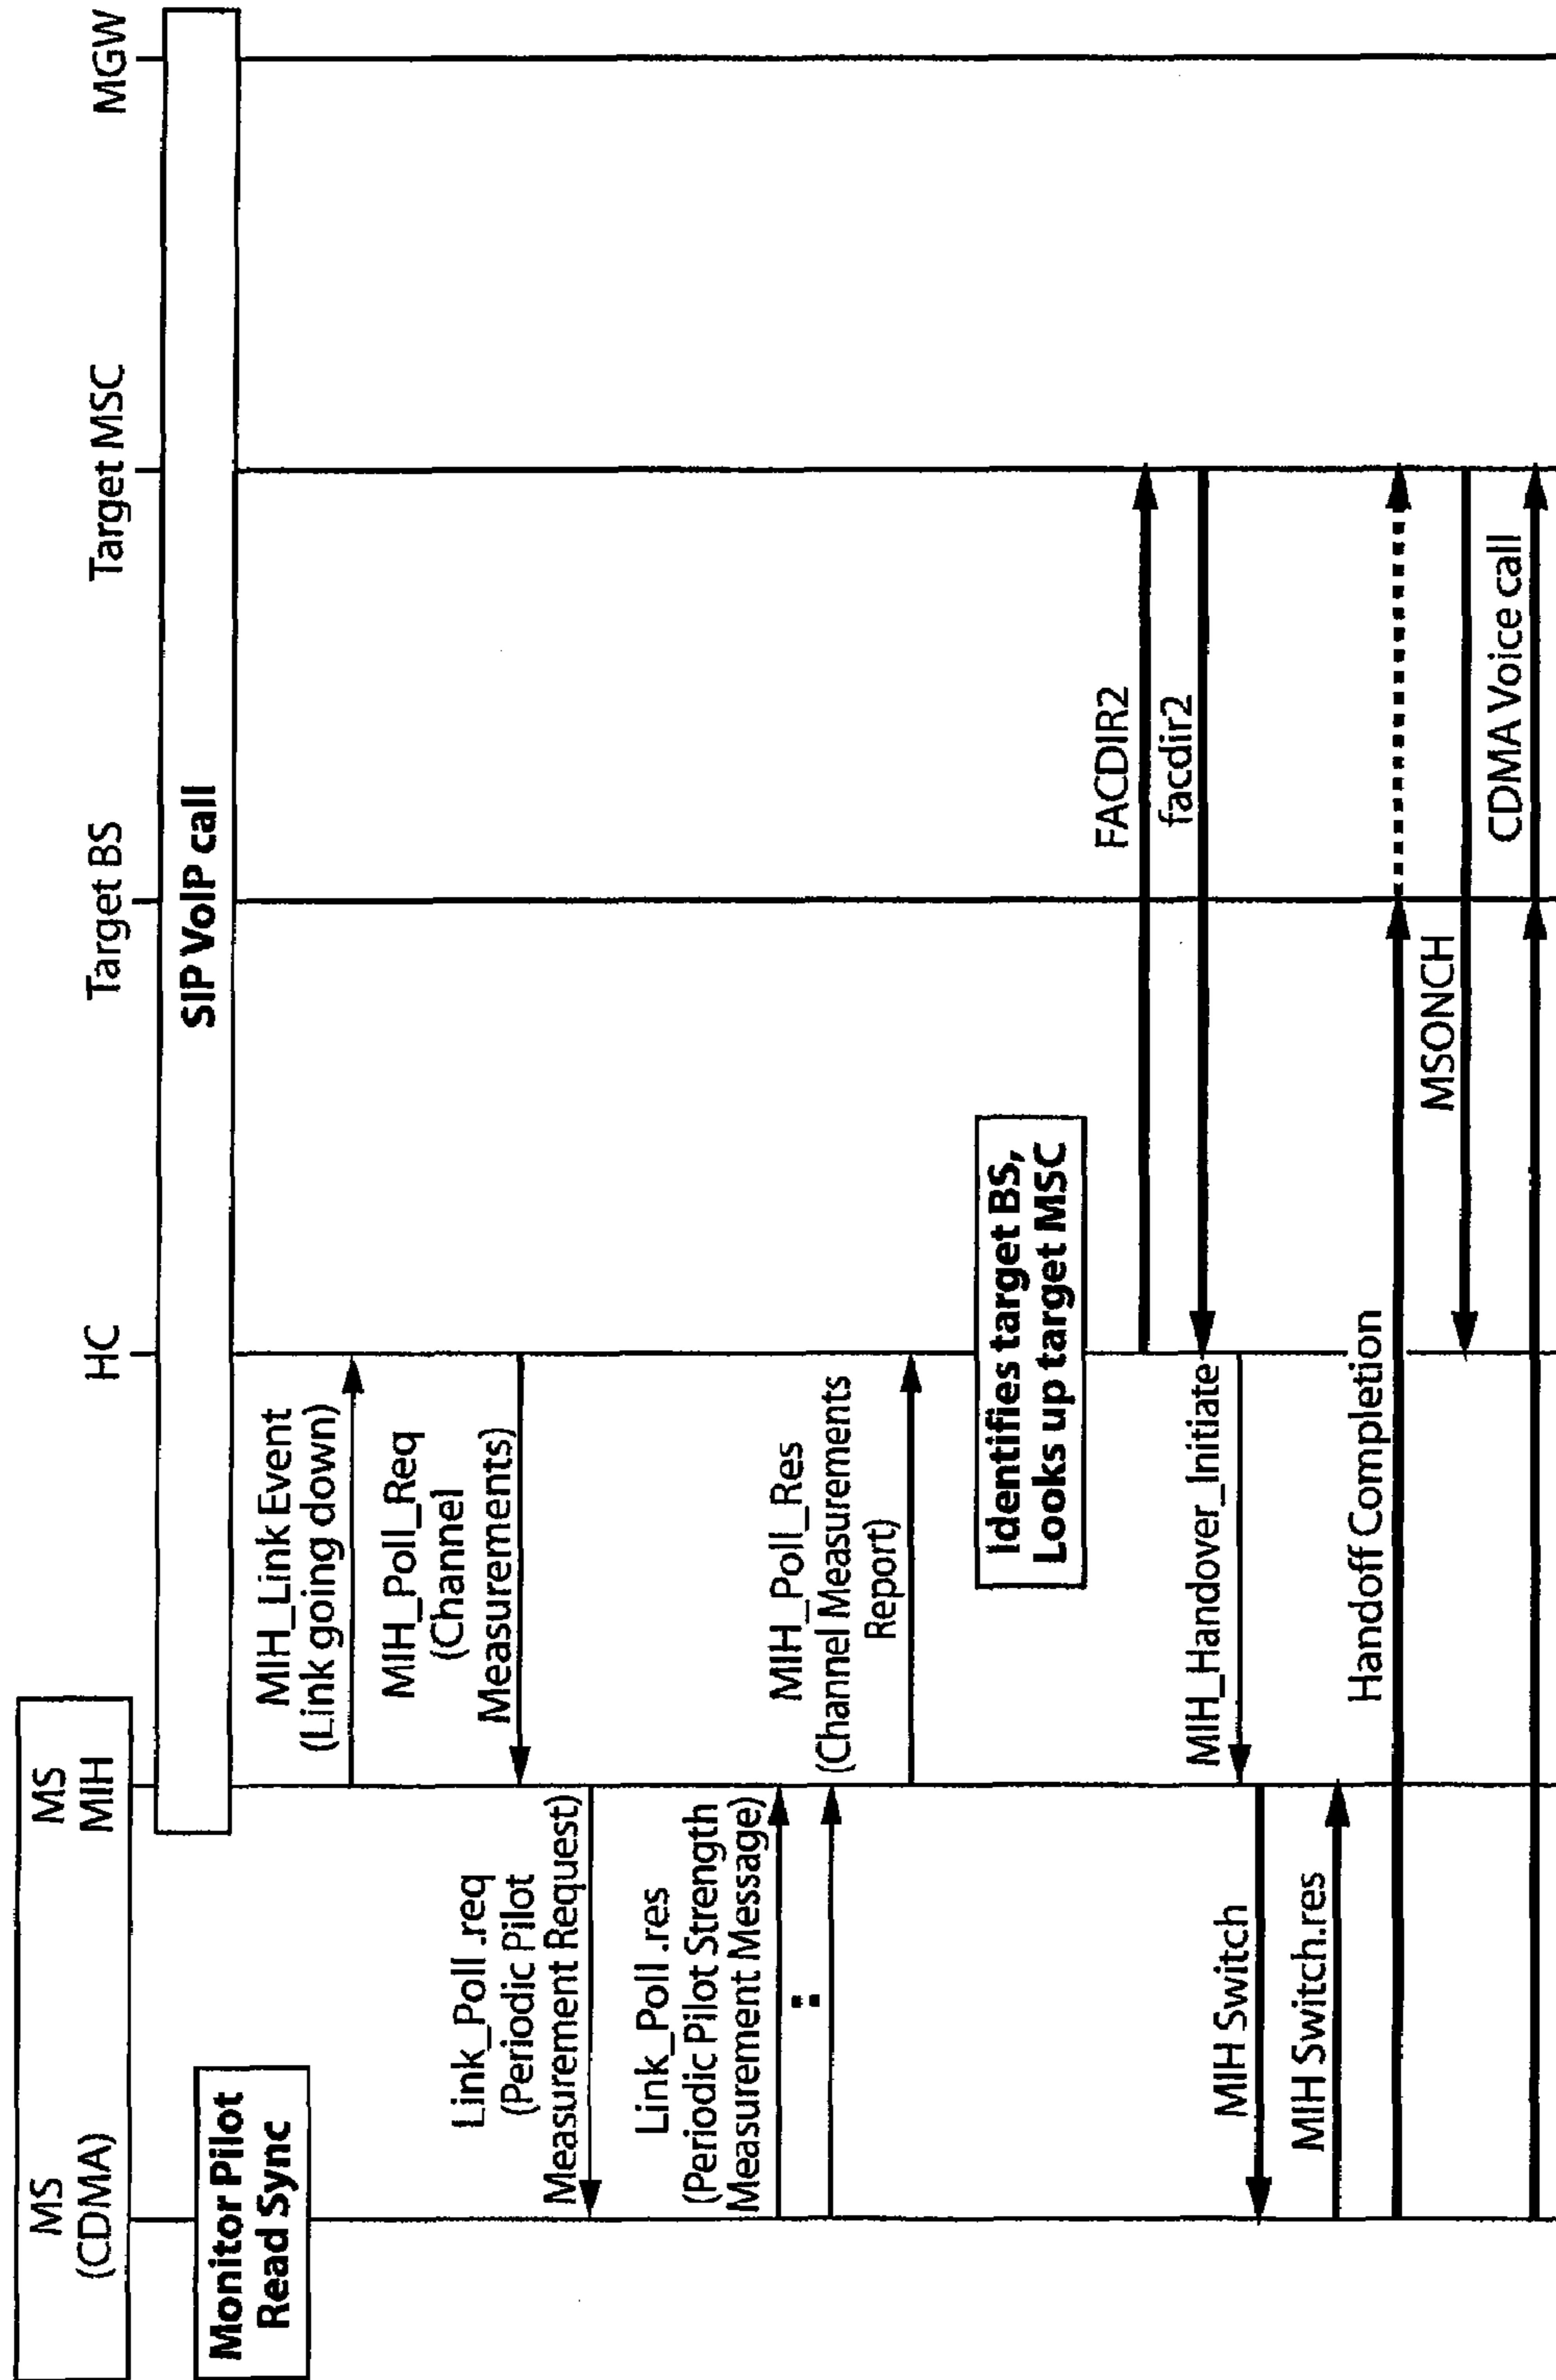 MS
(CDMA)
MS
MIH
HC
Target BS
Target MSC
MGW
SIP VoIP call
Monitor Pilot
Read Sync
MIH_Link Event
(Link going down)
MIH_Poll_Req
(Channel
Measurements)
Link_Poll .req
(Periodic Pilot
Measurement Request)
Link_Poll .res
(Periodic Pilot Strength
Measurement Message)
MIH_Poll_Res
(Channel Measurements
Report)
Identifies target BS,
Looks up target MSC
FACDIR2
facdir2
MIH_Handover_Initiate
MIH Switch
MIH Switch.res
Handoff Completion
MSONCH
CDMA Voice call